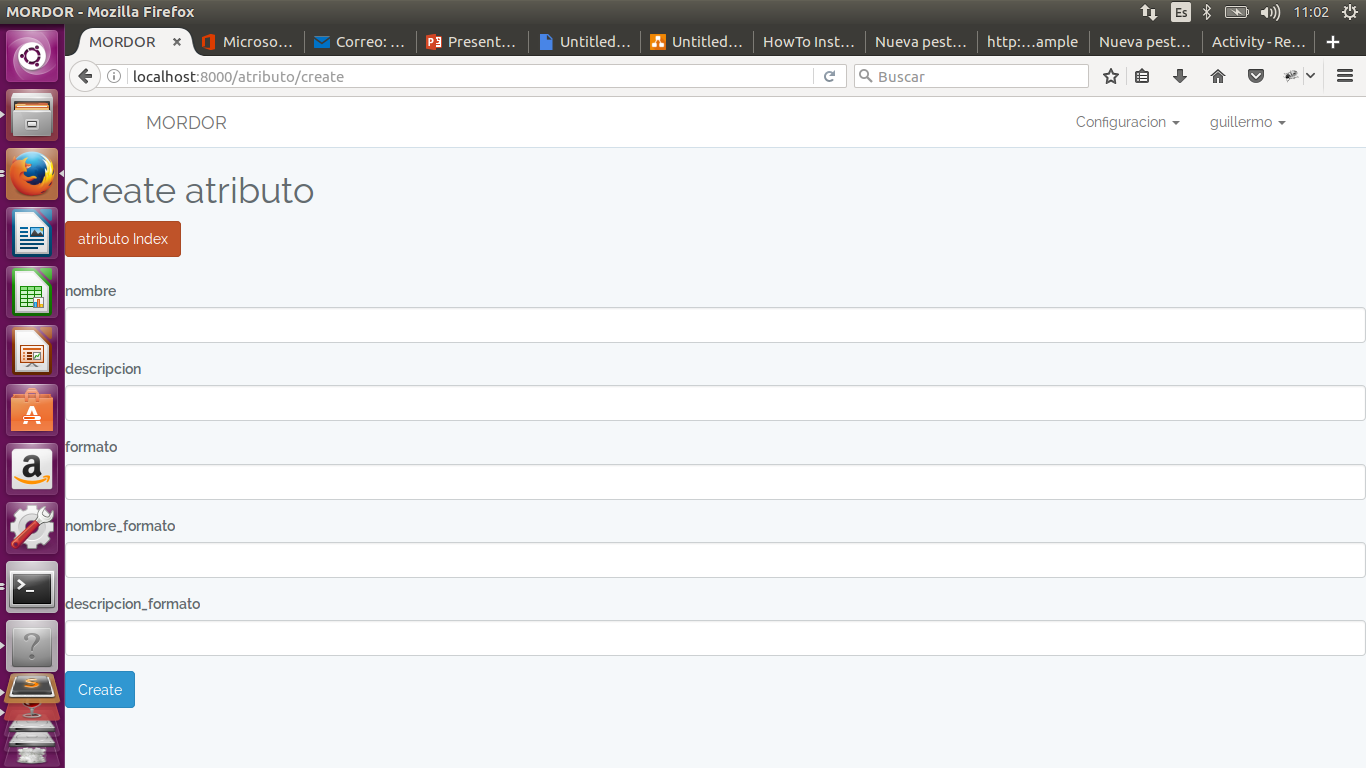 MORDOR - Mozilla Firefox
Es
11:02
MORDOR
Microso...
Correo: ...
Present...
Untitled...
Untitled...
HowTo Inst...
Nueva pest...
http:...ample
Nueva pest...
Activity - Re...
localhost:8000/atributo/create
Buscar
MORDOR
Configuracion
guillermo
Create atributo
atributo Index
nombre
descripcion
formato
nombre_formato
descripcion_formato
Create